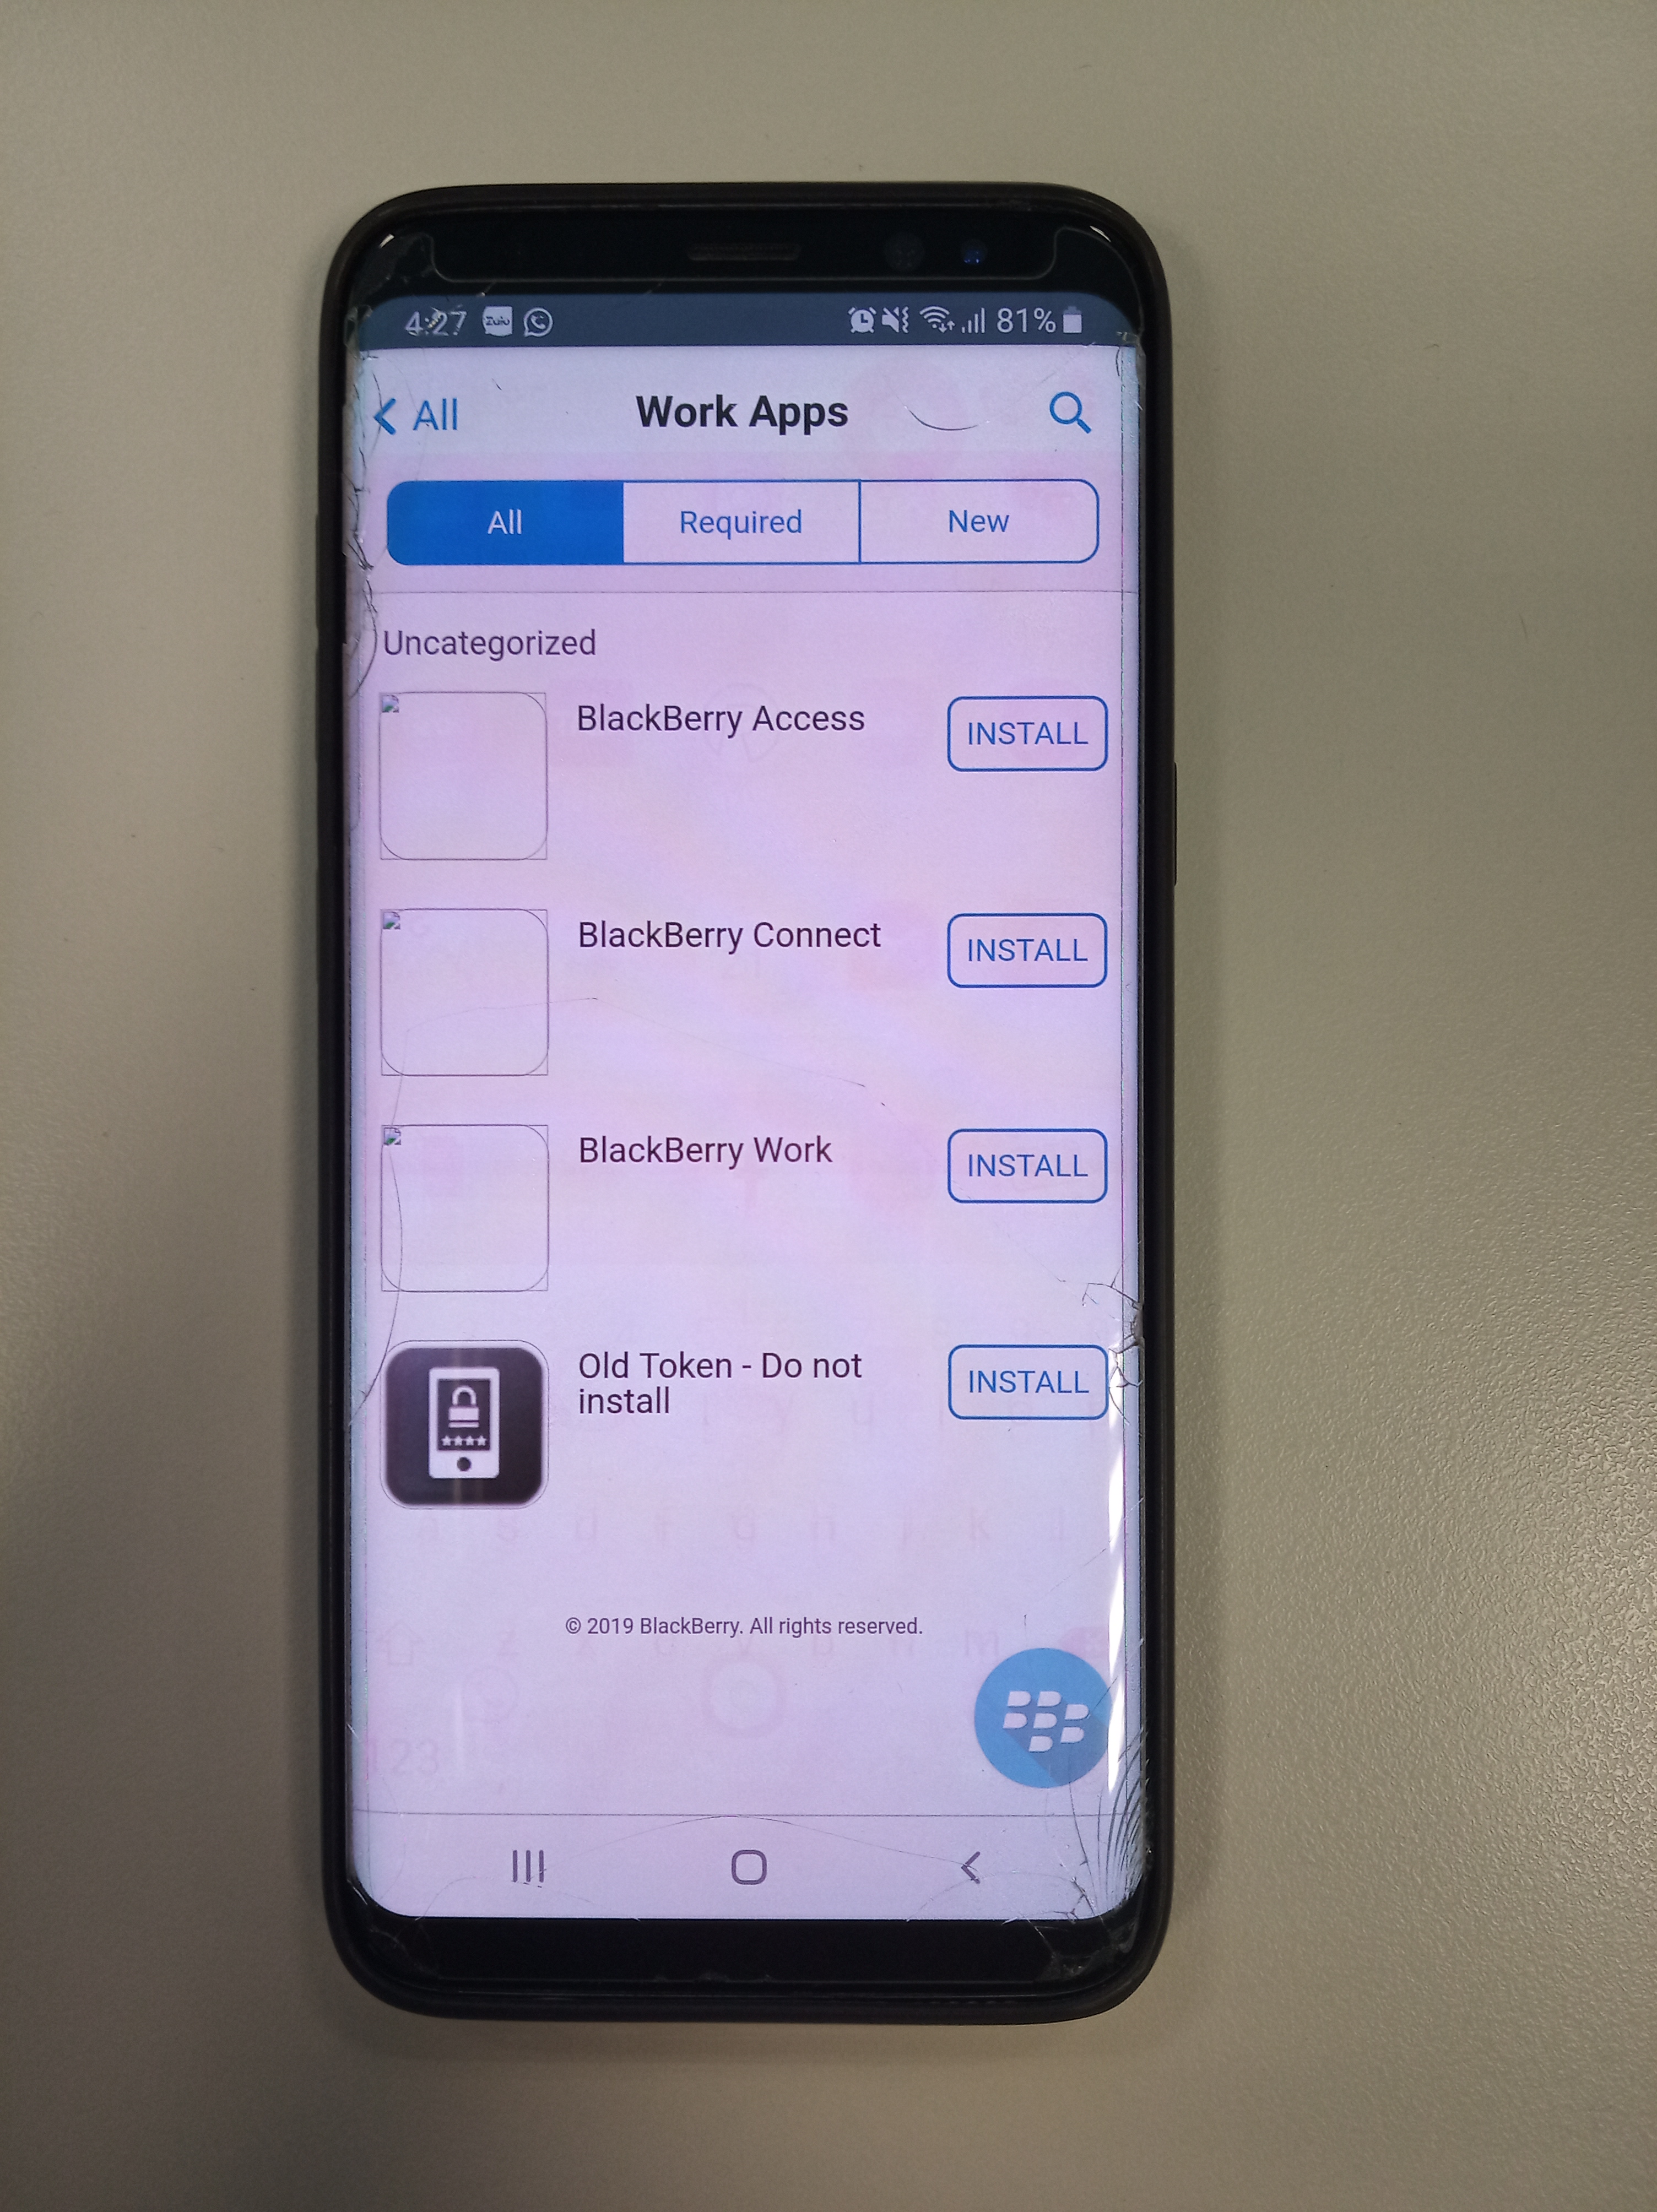 4:27 Zalo 81%
All Work Apps
All Required New
Uncategorized
BlackBerry Access INSTALL
BlackBerry Connect INSTALL
BlackBerry Work INSTALL
Old Token - Do not INSTALL
install
a s d f g h j k l
© 2019 BlackBerry. All rights reserved.
123